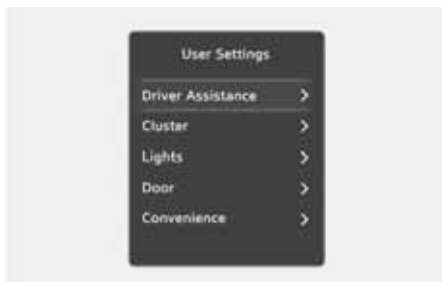 User Settings
Driver Assistance
Cluster
Lights
Door
Convenience